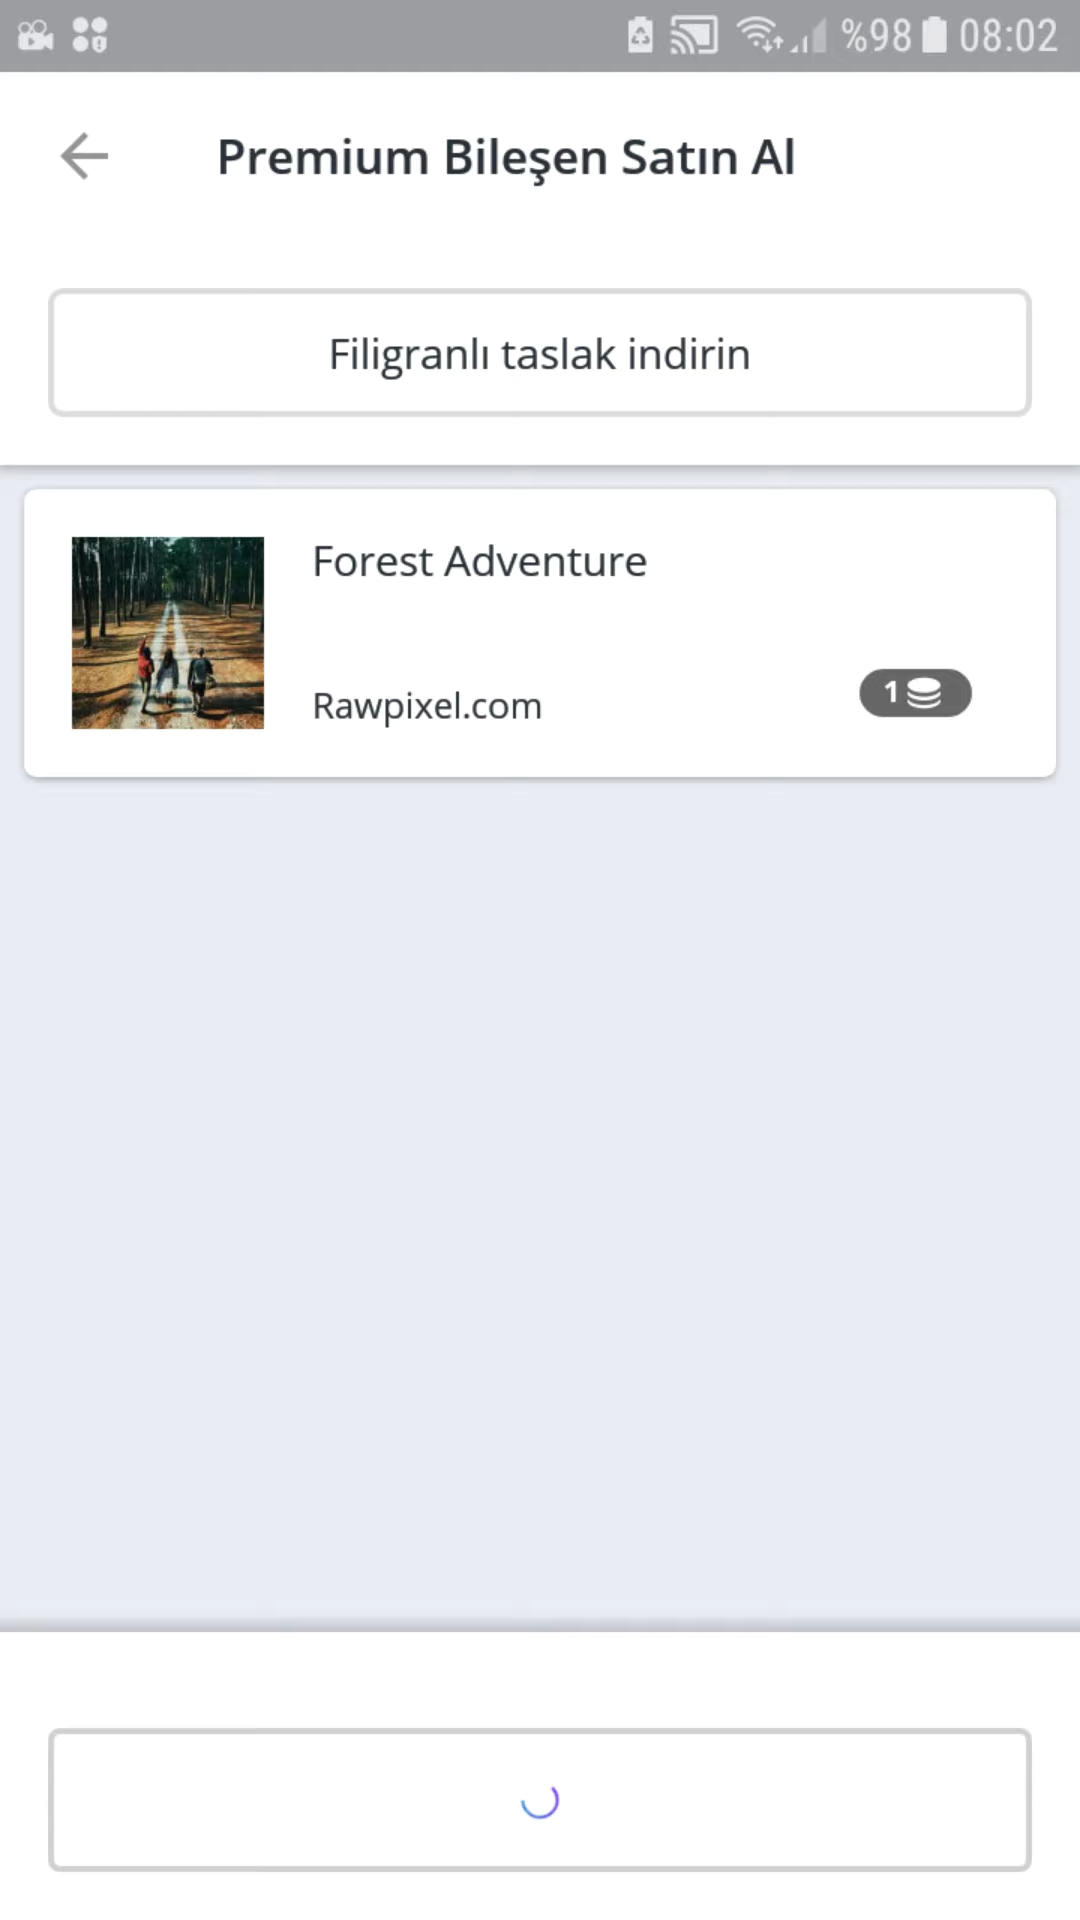 %98 08:02
Premium Bileşen Satın Al
Filigranlı taslak indirin
Forest Adventure
Rawpixel.com
1